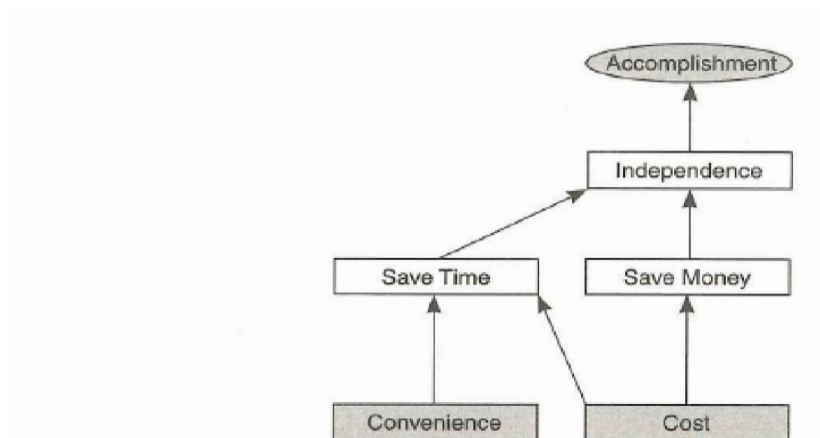 Accomplishment
Independence
Save Time
Save Money
Convenience
Cost